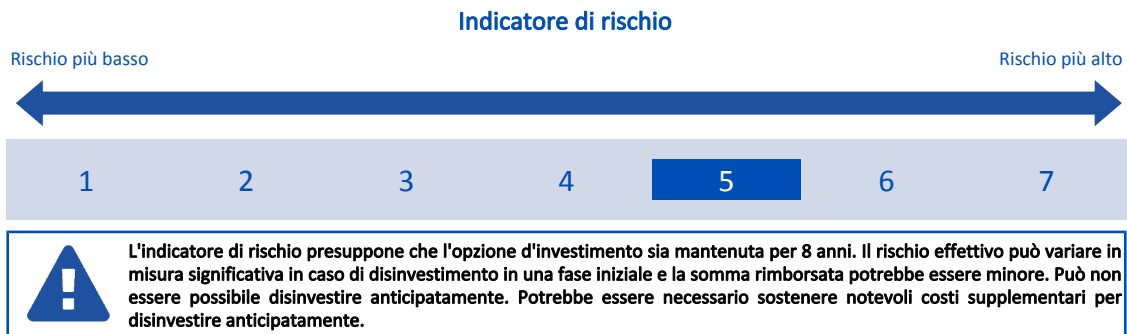 Indicatore di rischio
Rischio più basso
Rischio più alto
1 2 3 4 5 6 7
L'indicatore di rischio presuppone che l'opzione d'investimento sia mantenuta per 8 anni. Il rischio effettivo può variare in
misura significativa in caso di disinvestimento in una fase iniziale e la somma rimborsata potrebbe essere minore. Può non
essere possibile disinvestire anticipatamente. Potrebbe essere necessario sostenere notevoli costi supplementari per
disinvestire anticipatamente.